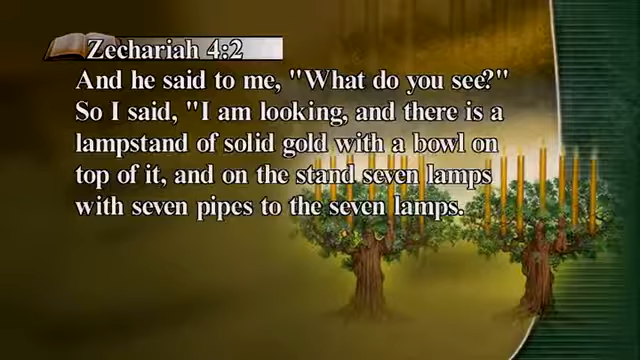 Zechariah 4:2
And he said to me, "What do you see?"
So I said, "I am looking, and there is a
lampstand of solid gold with a bowl on
top of it, and on the stand seven lamps
with seven pipes to the seven lamps.